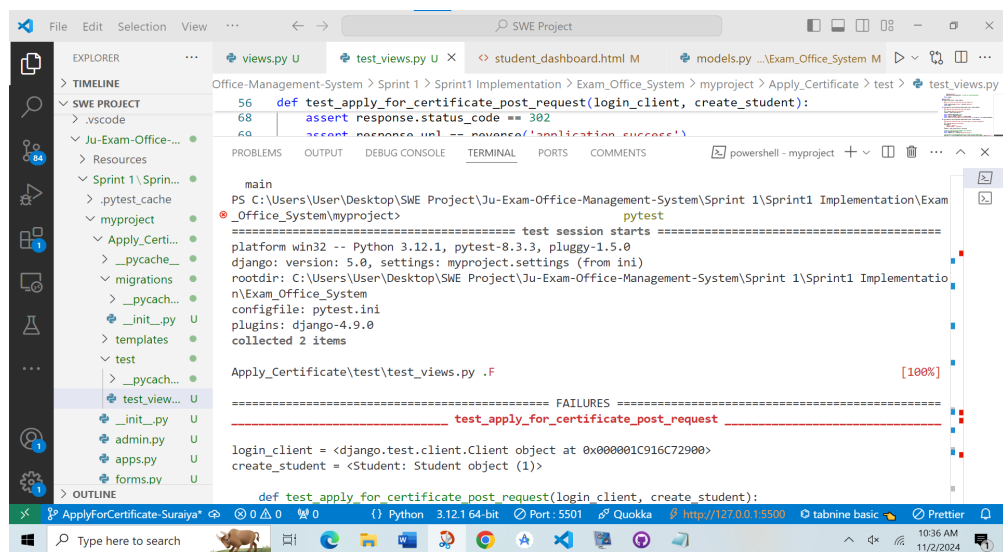 File Edit Selection View ··· SWE Project
EXPLORER ···
views.py U test_views.py U student_dashboard.html M models.py ...\Exam_Office_System M ···
TIMELINE
Office-Management-System > Sprint 1 > Sprint1 Implementation > Exam_Office_System > myproject > Apply_Certificate > test > test_views.py
SWE PROJECT
.vscode
Ju-Exam-Office-...
Resources
Sprint 1 \ Sprin...
.pytest_cache
myproject
Apply_Certi...
__pycache__
migrations
__pycach...
__init__.py U
templates
test
__pycach...
test_view... U
__init__.py U
admin.py U
apps.py U
forms.py U
OUTLINE
84
1
1
1
56 def test_apply_for_certificate_post_request(login_client, create_student):
68 assert response.status_code == 302
69 assert response.url == reverse('application_success')
PROBLEMS OUTPUT DEBUG CONSOLE TERMINAL PORTS COMMENTS powershell - myproject ···
main
PS C:\Users\User\Desktop\SWE Project\Ju-Exam-Office-Management-System\Sprint 1\Sprint1 Implementation\Exam
_Office_System\myproject> pytest
======================================== test session starts ========================================
platform win32 -- Python 3.12.1, pytest-8.3.3, pluggy-1.5.0
django: version: 5.0, settings: myproject.settings (from ini)
rootdir: C:\Users\User\Desktop\SWE Project\Ju-Exam-Office-Management-System\Sprint 1\Sprint1 Implementatio
n\Exam_Office_System
configfile: pytest.ini
plugins: django-4.9.0
collected 2 items
Apply_Certificate\test\test_views.py .F [100%]
============================================= FAILURES =============================================
_______________________________ test_apply_for_certificate_post_request _______________________________
login_client = <django.test.client.Client object at 0x000001C916C72900>
create_student = <Student: Student object (1)>
def test_apply_for_certificate_post_request(login_client, create_student):
ApplyForCertificate-Suraiya* 0 0 0 {} Python 3.12.1 64-bit Port : 5501 Quokka http://127.0.0.1:5500 tabnine basic Prettier
Type here to search
10:36 AM
11/2/2024
1